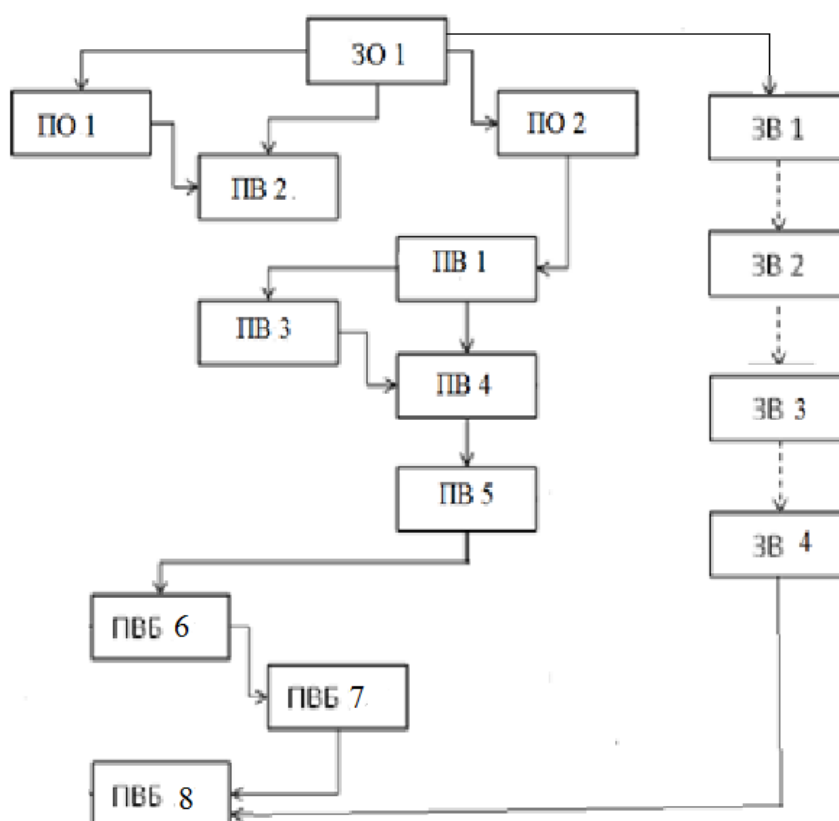 ЗО 1
ПО 1
ПО 2
ЗВ 1
ПВ 2.
ПВ 1
ЗВ 2
ПВ 3
ПВ 4
ЗВ 3
ПВ 5
ЗВ 4
ПВБ 6
ПВБ 7
ПВБ 8